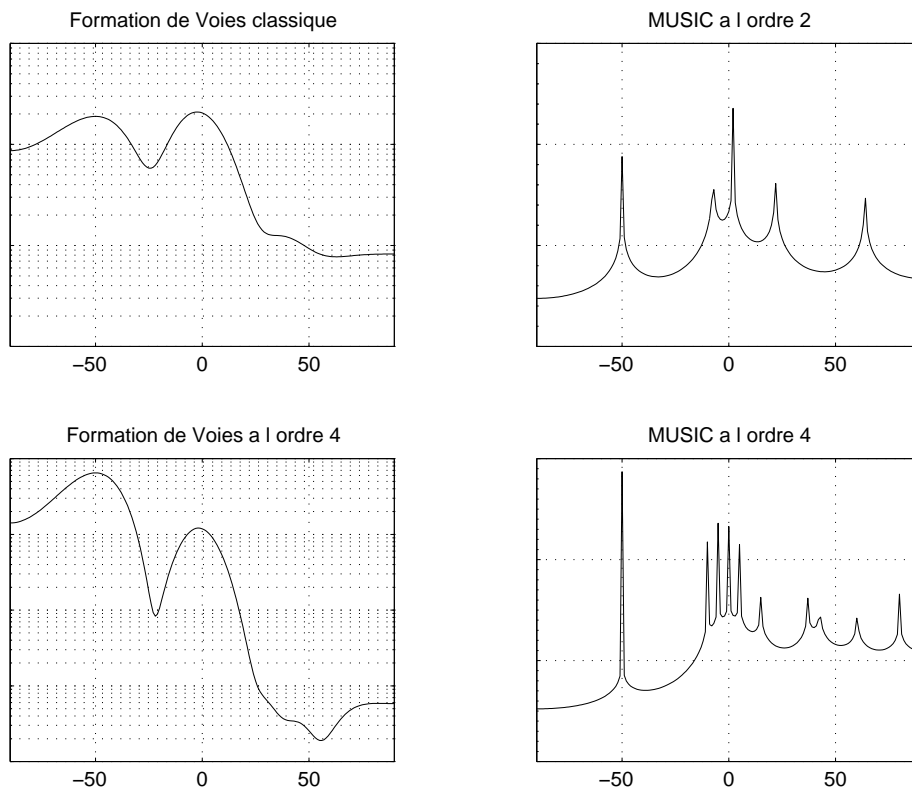 Formation de Voies classique
MUSIC a l ordre 2
−50 0 50
−50 0 50
Formation de Voies a l ordre 4
MUSIC a l ordre 4
−50 0 50
−50 0 50